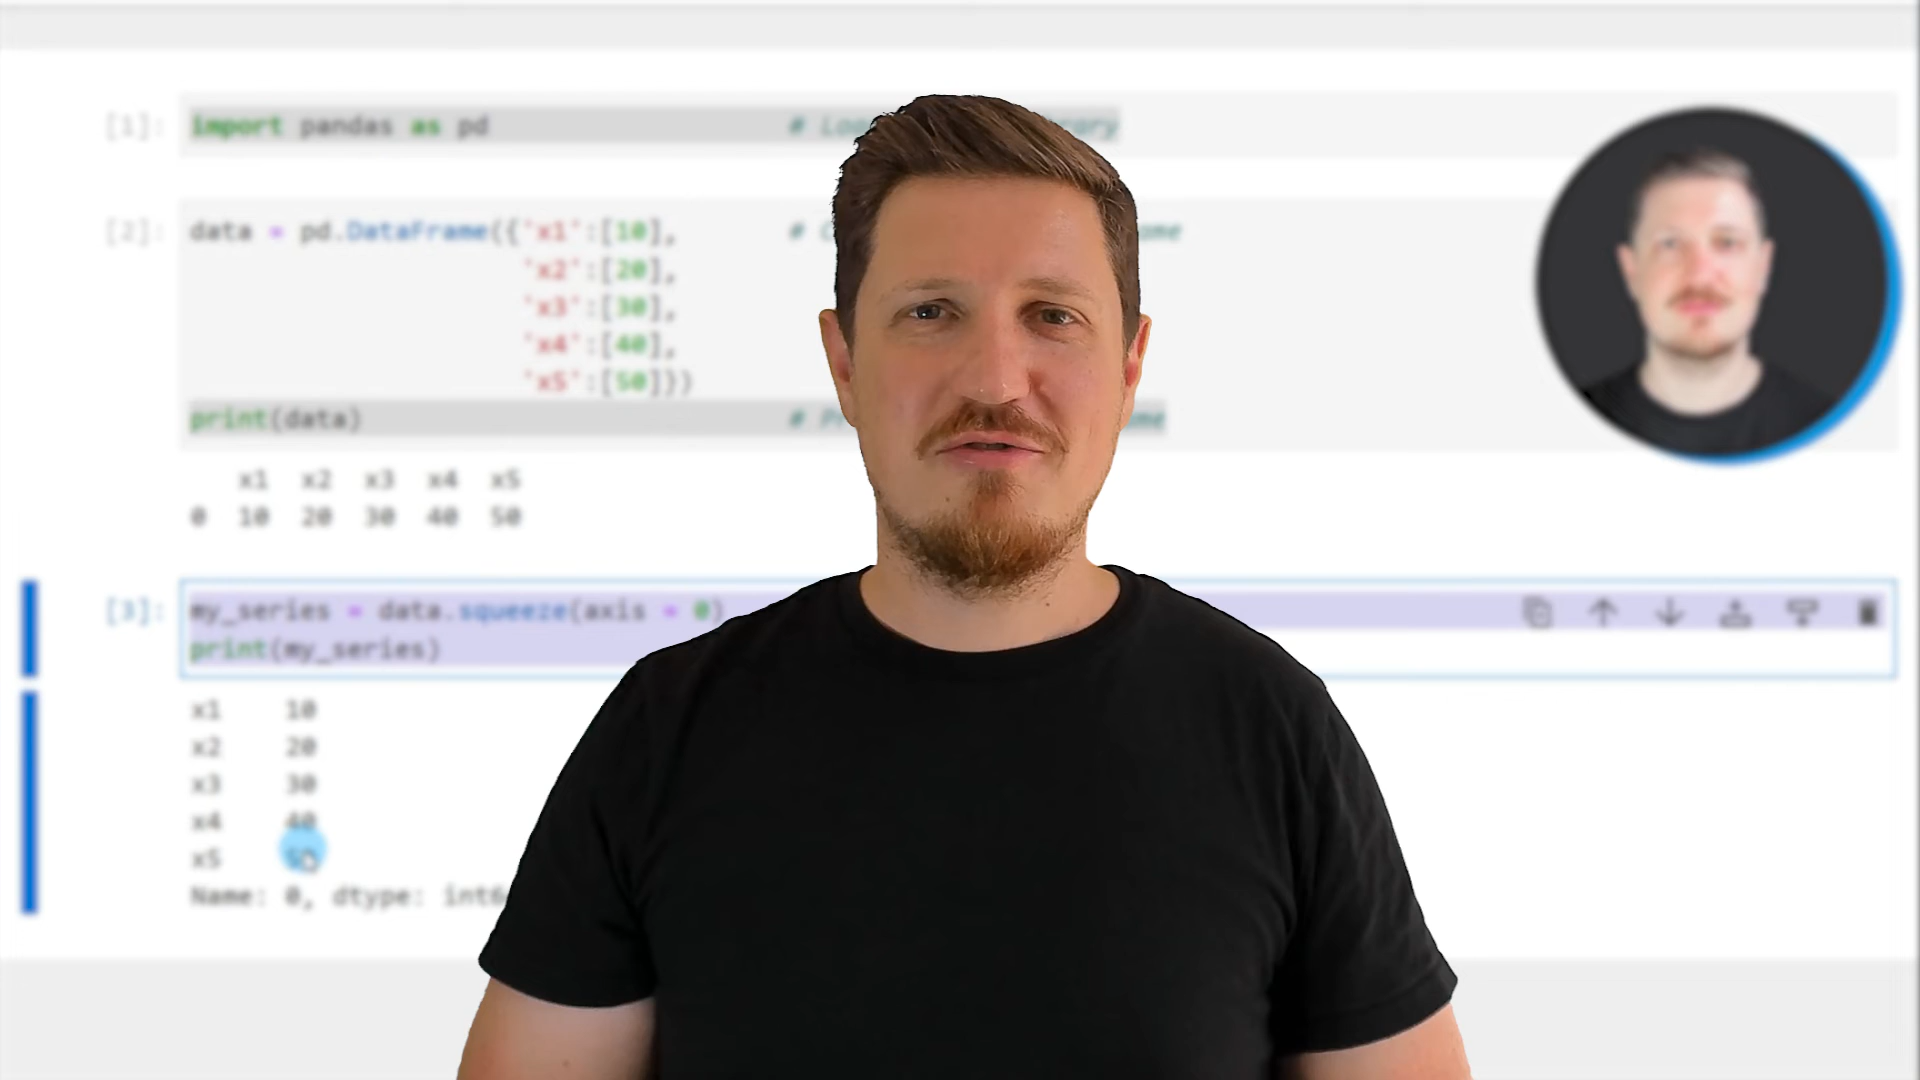 [1]: import pandas as pd #
[2]: data = pd.DataFrame({'x1':[10], #
'x2':[20],
'x3':[30],
'x4':[40],
'x5':[50]})
print(data) #
x1 x2 x3 x4 x5
0 10 20 30 40 50
[3]: my_series = data.squeeze(axis = 0)
print(my_series)
x1 10
x2 20
x3 30
x4 40
x5 50
Name: 0, dtype: